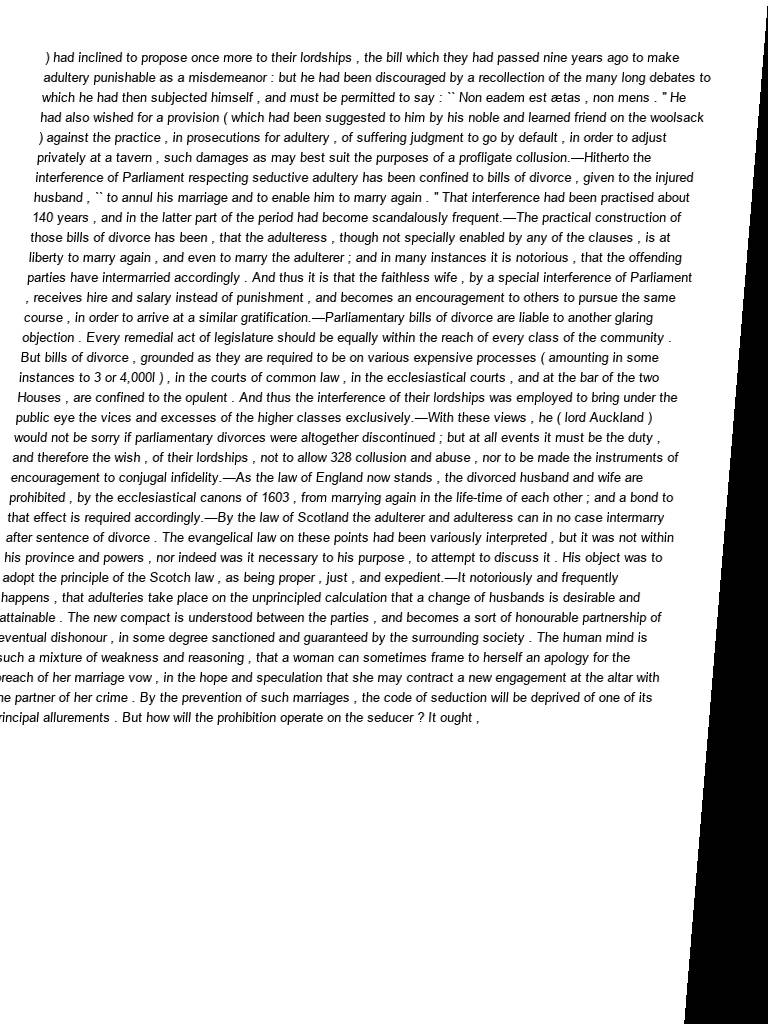 ) had inclined to propose once more to their lordships , the bill which they had passed nine years ago to make
adultery punishable as a misdemeanor : but he had been discouraged by a recollection of the many long debates to
which he had then subjected himself , and must be permitted to say : `` Non eadem est ætas , non mens . " He
had also wished for a provision ( which had been suggested to him by his noble and learned friend on the woolsack
) against the practice , in prosecutions for adultery , of suffering judgment to go by default , in order to adjust
privately at a tavern , such damages as may best suit the purposes of a profligate collusion.—Hitherto the
interference of Parliament respecting seductive adultery has been confined to bills of divorce , given to the injured
husband , `` to annul his marriage and to enable him to marry again . " That interference had been practised about
140 years , and in the latter part of the period had become scandalously frequent.—The practical construction of
those bills of divorce has been , that the adulteress , though not specially enabled by any of the clauses , is at
liberty to marry again , and even to marry the adulterer ; and in many instances it is notorious , that the offending
parties have intermarried accordingly . And thus it is that the faithless wife , by a special interference of Parliament
, receives hire and salary instead of punishment , and becomes an encouragement to others to pursue the same
course , in order to arrive at a similar gratification.—Parliamentary bills of divorce are liable to another glaring
objection . Every remedial act of legislature should be equally within the reach of every class of the community .
But bills of divorce , grounded as they are required to be on various expensive processes ( amounting in some
instances to 3 or 4,000l ) , in the courts of common law , in the ecclesiastical courts , and at the bar of the two
Houses , are confined to the opulent . And thus the interference of their lordships was employed to bring under the
public eye the vices and excesses of the higher classes exclusively.—With these views , he ( lord Auckland )
would not be sorry if parliamentary divorces were altogether discontinued ; but at all events it must be the duty ,
and therefore the wish , of their lordships , not to allow 328 collusion and abuse , nor to be made the instruments of
encouragement to conjugal infidelity.—As the law of England now stands , the divorced husband and wife are
prohibited , by the ecclesiastical canons of 1603 , from marrying again in the life-time of each other ; and a bond to
that effect is required accordingly.—By the law of Scotland the adulterer and adulteress can in no case intermarry
after sentence of divorce . The evangelical law on these points had been variously interpreted , but it was not within
his province and powers , nor indeed was it necessary to his purpose , to attempt to discuss it . His object was to
adopt the principle of the Scotch law , as being proper , just , and expedient.—It notoriously and frequently
happens , that adulteries take place on the unprincipled calculation that a change of husbands is desirable and
attainable . The new compact is understood between the parties , and becomes a sort of honourable partnership of
eventual dishonour , in some degree sanctioned and guaranteed by the surrounding society . The human mind is
such a mixture of weakness and reasoning , that a woman can sometimes frame to herself an apology for the
breach of her marriage vow , in the hope and speculation that she may contract a new engagement at the altar with
he partner of her crime . By the prevention of such marriages , the code of seduction will be deprived of one of its
rincipal allurements . But how will the prohibition operate on the seducer ? It ought ,